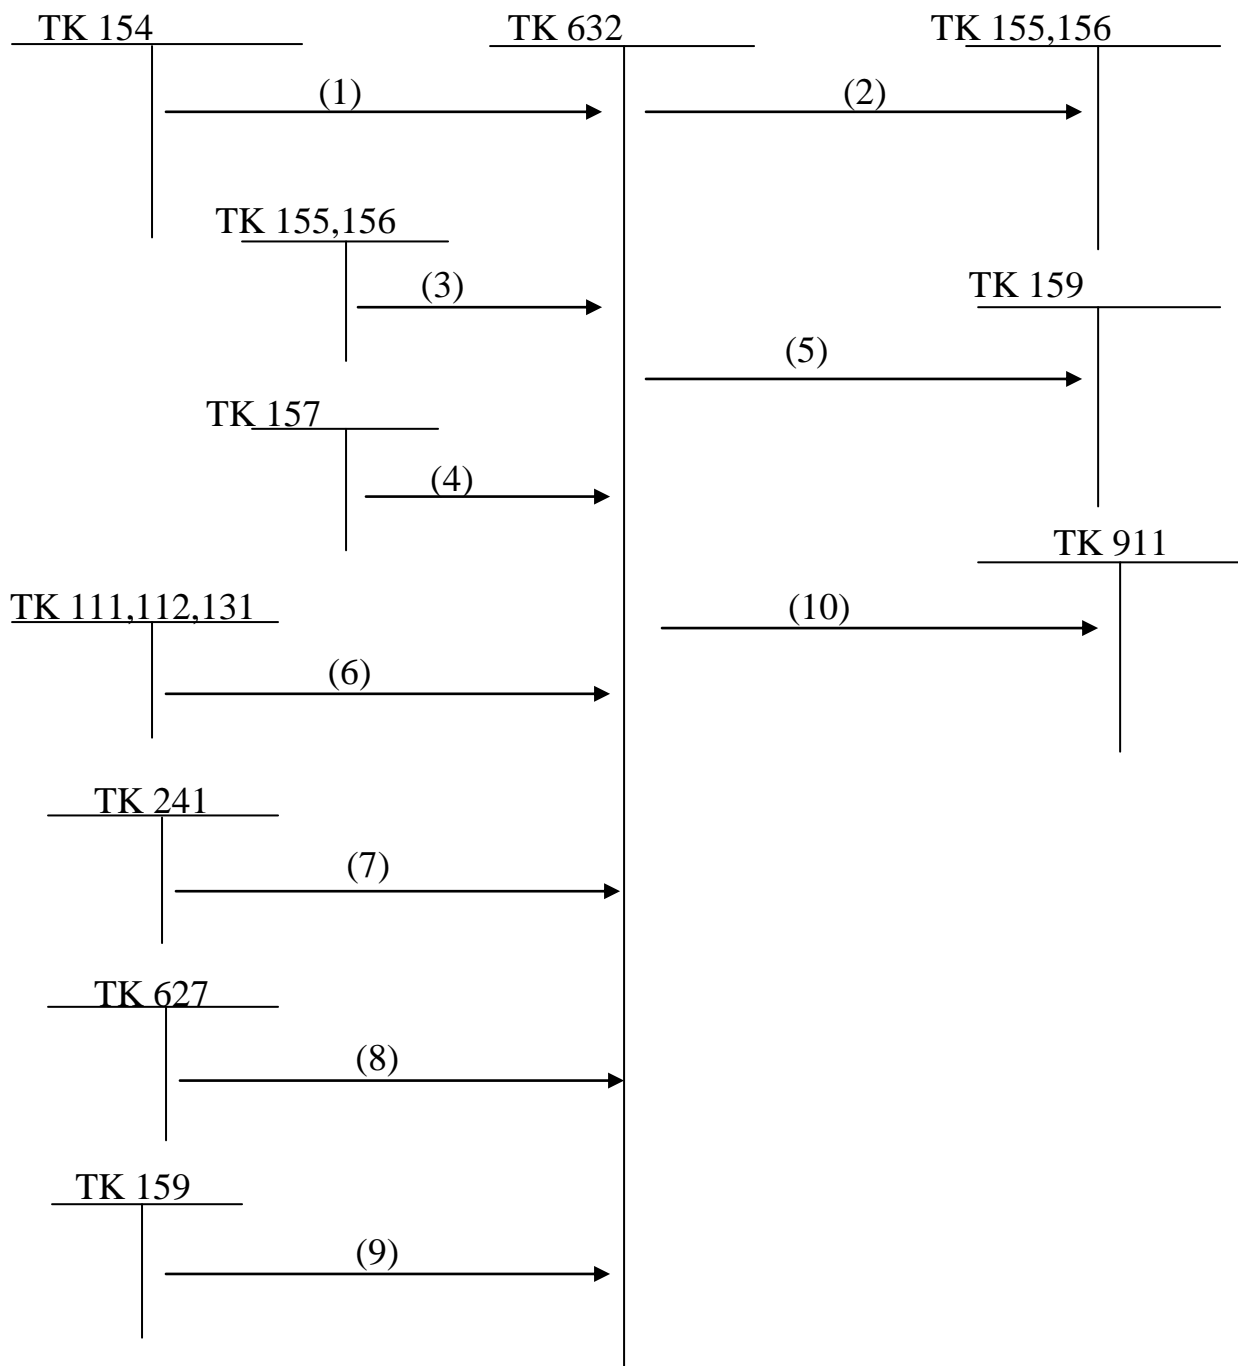 TK 154
TK 632
TK 155,156
(1)
(2)
TK 155,156
(3)
TK 159
(5)
TK 157
(4)
TK 911
TK 111,112,131
(10)
(6)
TK 241
(7)
TK 627
(8)
TK 159
(9)